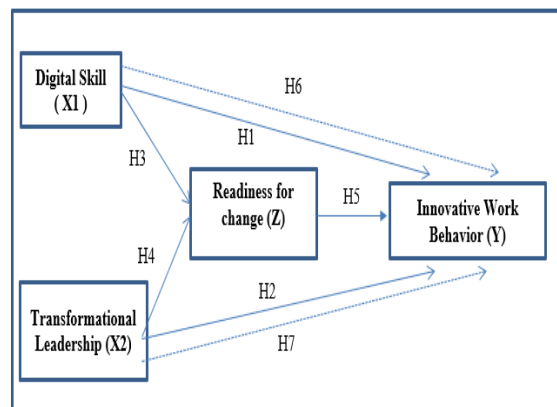 Digital Skill
( X1 )
H6
H1
H3
Readiness for
change (Z)
H5
Innovative Work
Behavior (Y)
H4
H2
Transformational
Leadership (X2)
H7